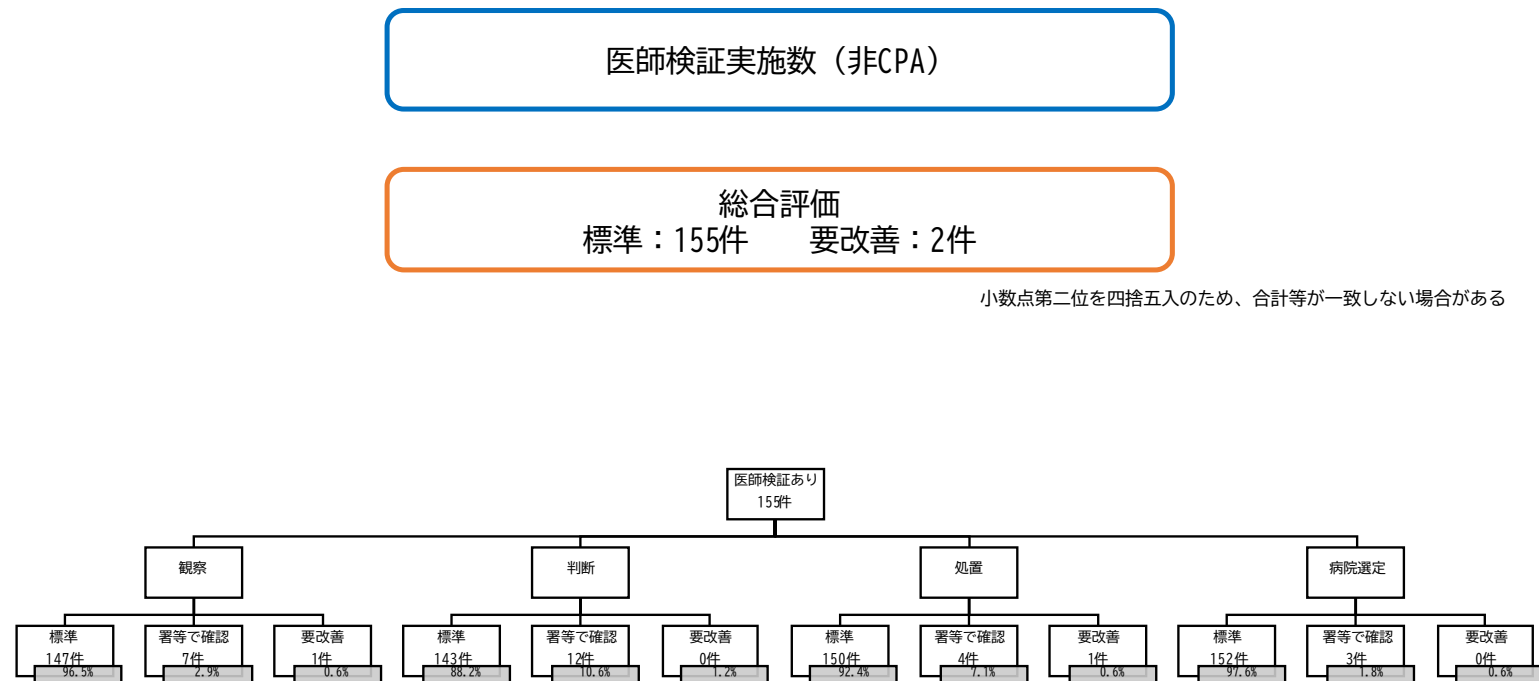 医師検証実施数（非CPA）
総合評価
標準：155件　　要改善：2件
小数点第二位を四捨五入のため、合計等が一致しない場合がある
医師検証あり
155件
観察
判断
処置
病院選定
標準
147件
96.5%
署等で確認
7件
2.9%
要改善
1件
0.6%
標準
143件
88.2%
署等で確認
12件
10.6%
要改善
0件
1.2%
標準
150件
92.4%
署等で確認
4件
7.1%
要改善
1件
0.6%
標準
152件
97.6%
署等で確認
3件
1.8%
要改善
0件
0.6%